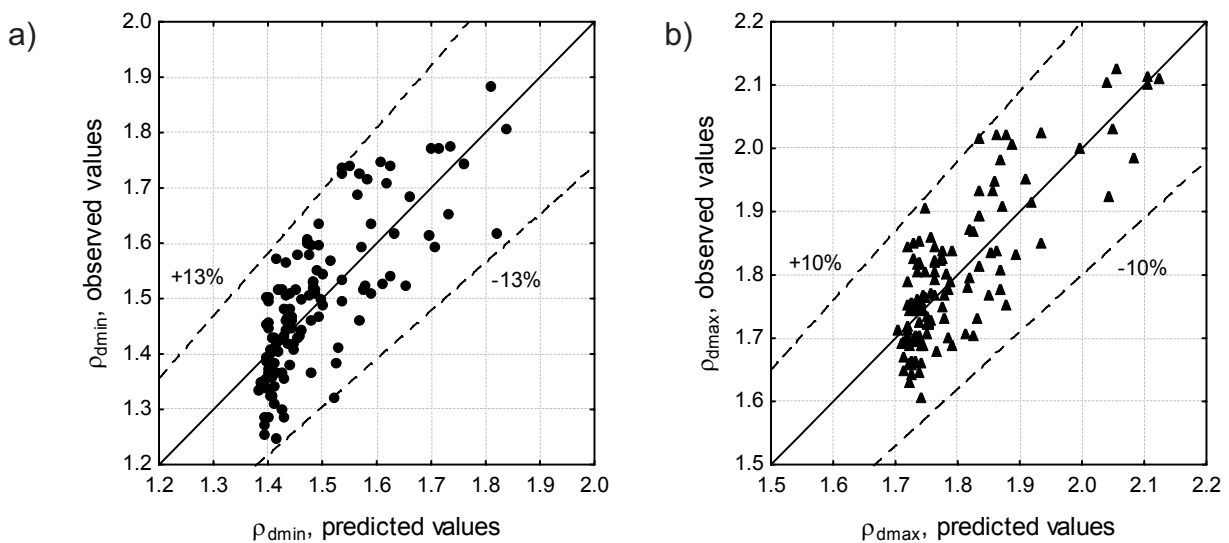 a)
2.0
1.9
1.8
1.7
1.6
1.5
1.4
1.3
1.2
ρdmin, observed values
+13%
-13%
1.2 1.3 1.4 1.5 1.6 1.7 1.8 1.9 2.0
ρdmin, predicted values
b)
2.2
2.1
2.0
1.9
1.8
1.7
1.6
1.5
ρdmax, observed values
+10%
-10%
1.5 1.6 1.7 1.8 1.9 2.0 2.1 2.2
ρdmax, predicted values